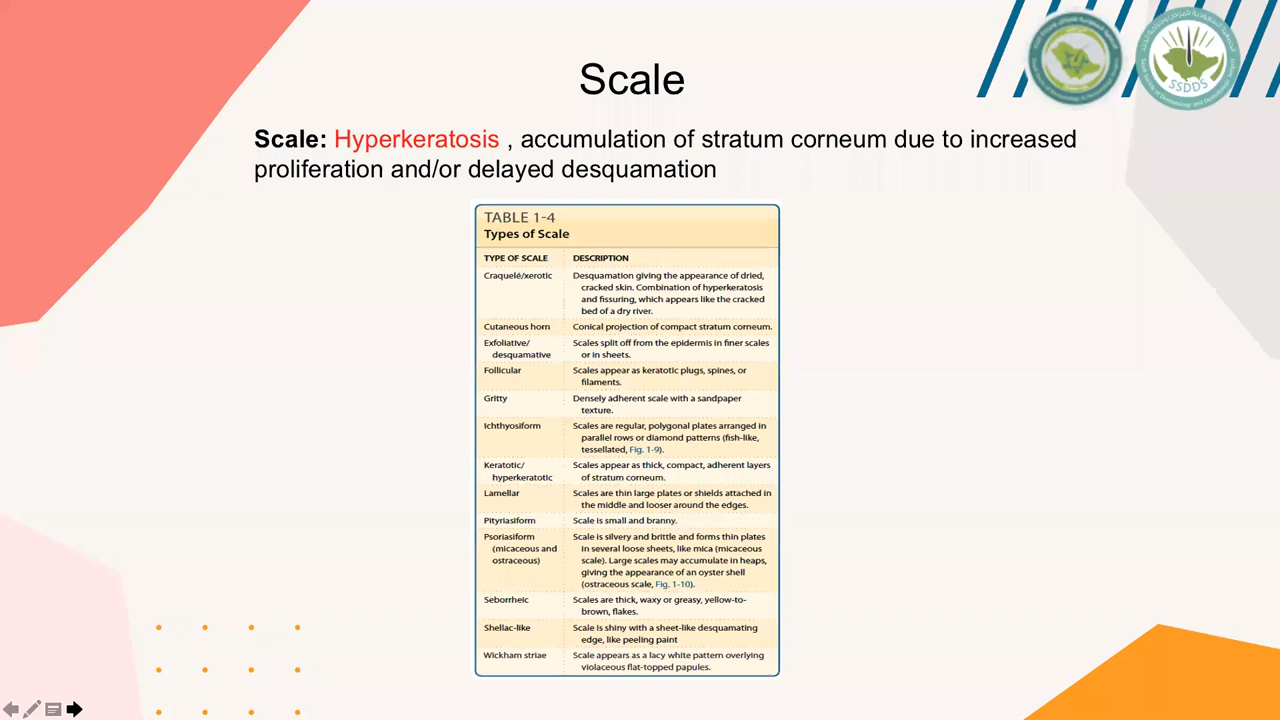 Scale
Scale: Hyperkeratosis , accumulation of stratum corneum due to increased
proliferation and/or delayed desquamation
TABLE 1-4
Types of Scale
TYPE OF SCALE DESCRIPTION
Craquelé/xerotic Desquamation giving the appearance of dried,
cracked skin. Combination of hyperkeratosis
and fissuring, which appears like the cracked
bed of a dry river.
Cutaneous horn Conical projection of compact stratum corneum.
Exfoliative/ Scales split off from the epidermis in finer scales
desquamative or in sheets.
Follicular Scales appear as keratotic plugs, spines, or
filaments.
Gritty Densely adherent scale with a sandpaper
texture.
Ichthyosiform Scales are regular, polygonal plates arranged in
parallel rows or diamond patterns (fish-like,
tessellated, Fig. 1-9).
Keratotic/ Scales appear as thick, compact, adherent layers
hyperkeratotic of stratum corneum.
Lamellar Scales are thin large plates or shields attached in
the middle and looser around the edges.
Pityriasiform Scale is small and branny.
Psoriasiform Scale is silvery and brittle and forms thin plates
(micaceous and in several loose sheets, like mica (micaceous
ostraceous) scale). Large scales may accumulate in heaps,
giving the appearance of an oyster shell
(ostraceous scale, Fig. 1-10).
Seborrheic Scales are thick, waxy or greasy, yellow-to-
brown, flakes.
Shellac-like Scale is shiny with a sheet-like desquamating
edge, like peeling paint
Wickham striae Scale appears as a lacy white pattern overlying
violaceous flat-topped papules.
SSDDS